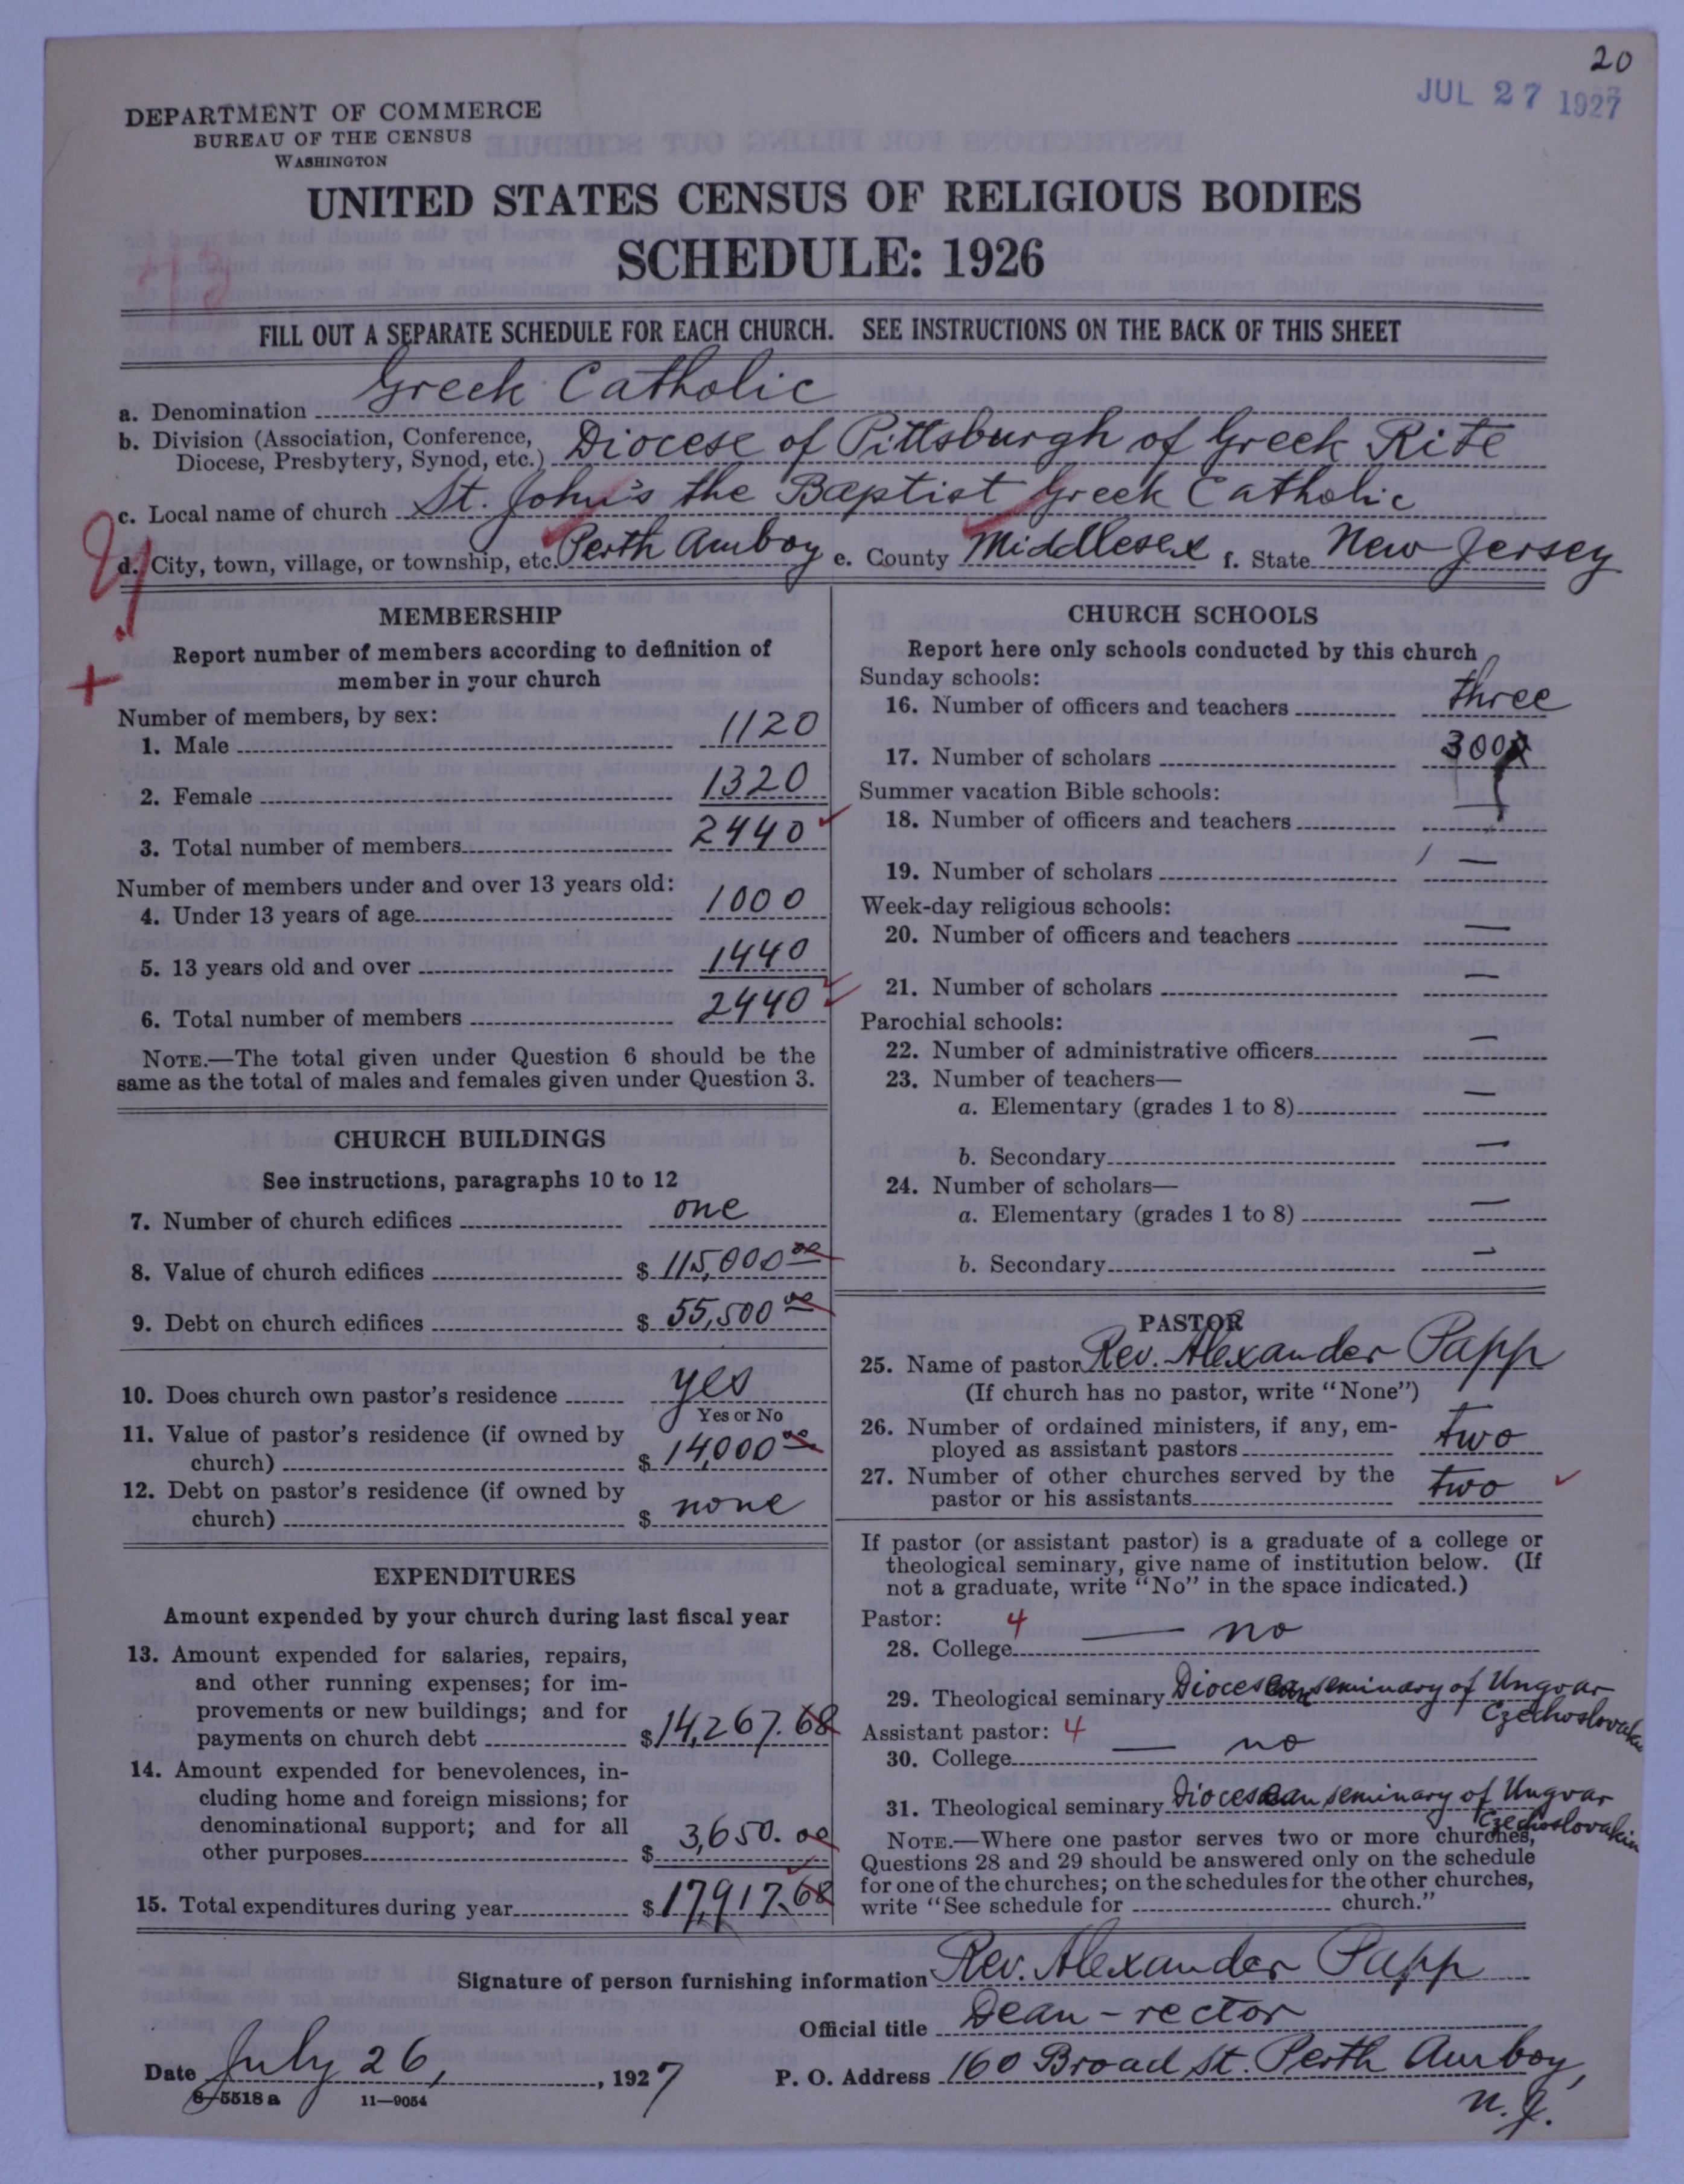 20
JUL 27 1927
DEPARTMENT OF COMMERCE
BUREAU OF THE CENSUS
WASHINGTON
UNITED STATES CENSUS OF RELIGIOUS BODIES
SCHEDULE: 1926
FILL OUT A SEPARATE SCHEDULE FOR EACH CHURCH. SEE INSTRUCTIONS ON THE BACK OF THIS SHEET
a. Denomination Greek Catholic
b. Division (Association, Conference,
Diocese, Presbytery, Synod, etc.) Diocese of Pittsburgh of Greek Rite
c. Local name of church St. John's the Baptist Greek Catholic
d. City, town, village, or township, etc. Perth Amboy e. County Middlesex f. State New Jersey
MEMBERSHIP
Report number of members according to definition of
member in your church
Number of members, by sex:
1. Male 1120
2. Female 1320
3. Total number of members 2440
Number of members under and over 13 years old:
4. Under 13 years of age 1000
5. 13 years old and over 1440
6. Total number of members 2440
NOTE.—The total given under Question 6 should be the
same as the total of males and females given under Question 3.
CHURCH BUILDINGS
See instructions, paragraphs 10 to 12
7. Number of church edifices one
8. Value of church edifices $ 115,000 00
9. Debt on church edifices $ 55,500 00
10. Does church own pastor's residence yes
Yes or No
11. Value of pastor's residence (if owned by
church) $ 14,000 00
12. Debt on pastor's residence (if owned by
church) $ none
EXPENDITURES
Amount expended by your church during last fiscal year
13. Amount expended for salaries, repairs,
and other running expenses; for im-
provements or new buildings; and for
payments on church debt $ 14,267.68
14. Amount expended for benevolences, in-
cluding home and foreign missions; for
denominational support; and for all
other purposes $ 3,650.00
15. Total expenditures during year $ 17,917.68
CHURCH SCHOOLS
Report here only schools conducted by this church
Sunday schools:
16. Number of officers and teachers three
17. Number of scholars 300
Summer vacation Bible schools:
18. Number of officers and teachers —
19. Number of scholars —
Week-day religious schools:
20. Number of officers and teachers —
21. Number of scholars —
Parochial schools:
22. Number of administrative officers —
23. Number of teachers—
a. Elementary (grades 1 to 8) —
b. Secondary —
24. Number of scholars—
a. Elementary (grades 1 to 8) —
b. Secondary —
PASTOR
25. Name of pastor Rev. Alexander Papp
(If church has no pastor, write "None")
26. Number of ordained ministers, if any, em-
ployed as assistant pastors two
27. Number of other churches served by the
pastor or his assistants two
If pastor (or assistant pastor) is a graduate of a college or
theological seminary, give name of institution below. (If
not a graduate, write "No" in the space indicated.)
Pastor: 4
28. College — no
29. Theological seminary Diocesean seminary of Ungvar
Czechoslovakia
Assistant pastor: 4
30. College — no
31. Theological seminary Diocesean seminary of Ungvar
Czechoslovakia
NOTE.—Where one pastor serves two or more churches,
Questions 28 and 29 should be answered only on the schedule
for one of the churches; on the schedules for the other churches,
write "See schedule for church."
Signature of person furnishing information Rev. Alexander Papp
Official title Dean - rector
Date July 26, , 1927 P. O. Address 160 Broad St. Perth Amboy,
N. J.
8—5518 a 11—9054